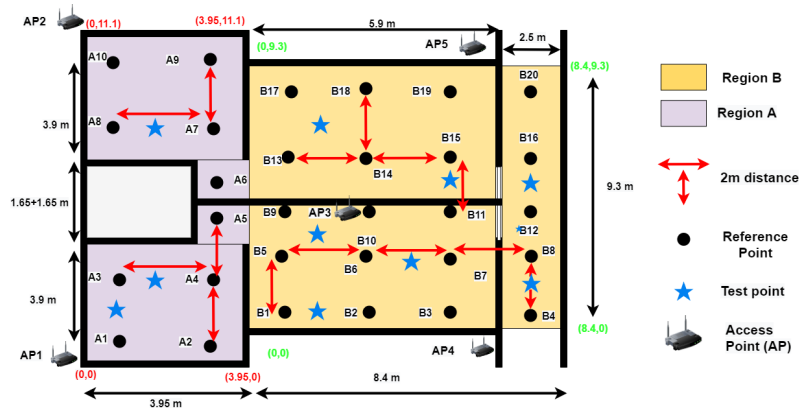 AP2
(0,11.1)
(3.95,11.1)
5.9 m
2.5 m
AP5
(0,9.3)
(8.4,9.3)
A10
A9
B17
B18
B19
B20
Region B
Region A
3.9 m
A8
A7
B13
B14
B15
B16
2m distance
1.65+1.65 m
A6
A5
B9
AP3
B11
B12
9.3 m
Reference
Point
B5
B10
B6
B7
B8
A3
A4
Test point
3.9 m
A1
A2
B1
B2
B3
B4
(8.4,0)
Access
Point (AP)
AP1
AP4
(0,0)
(0,0)
(3.95,0)
8.4 m
3.95 m